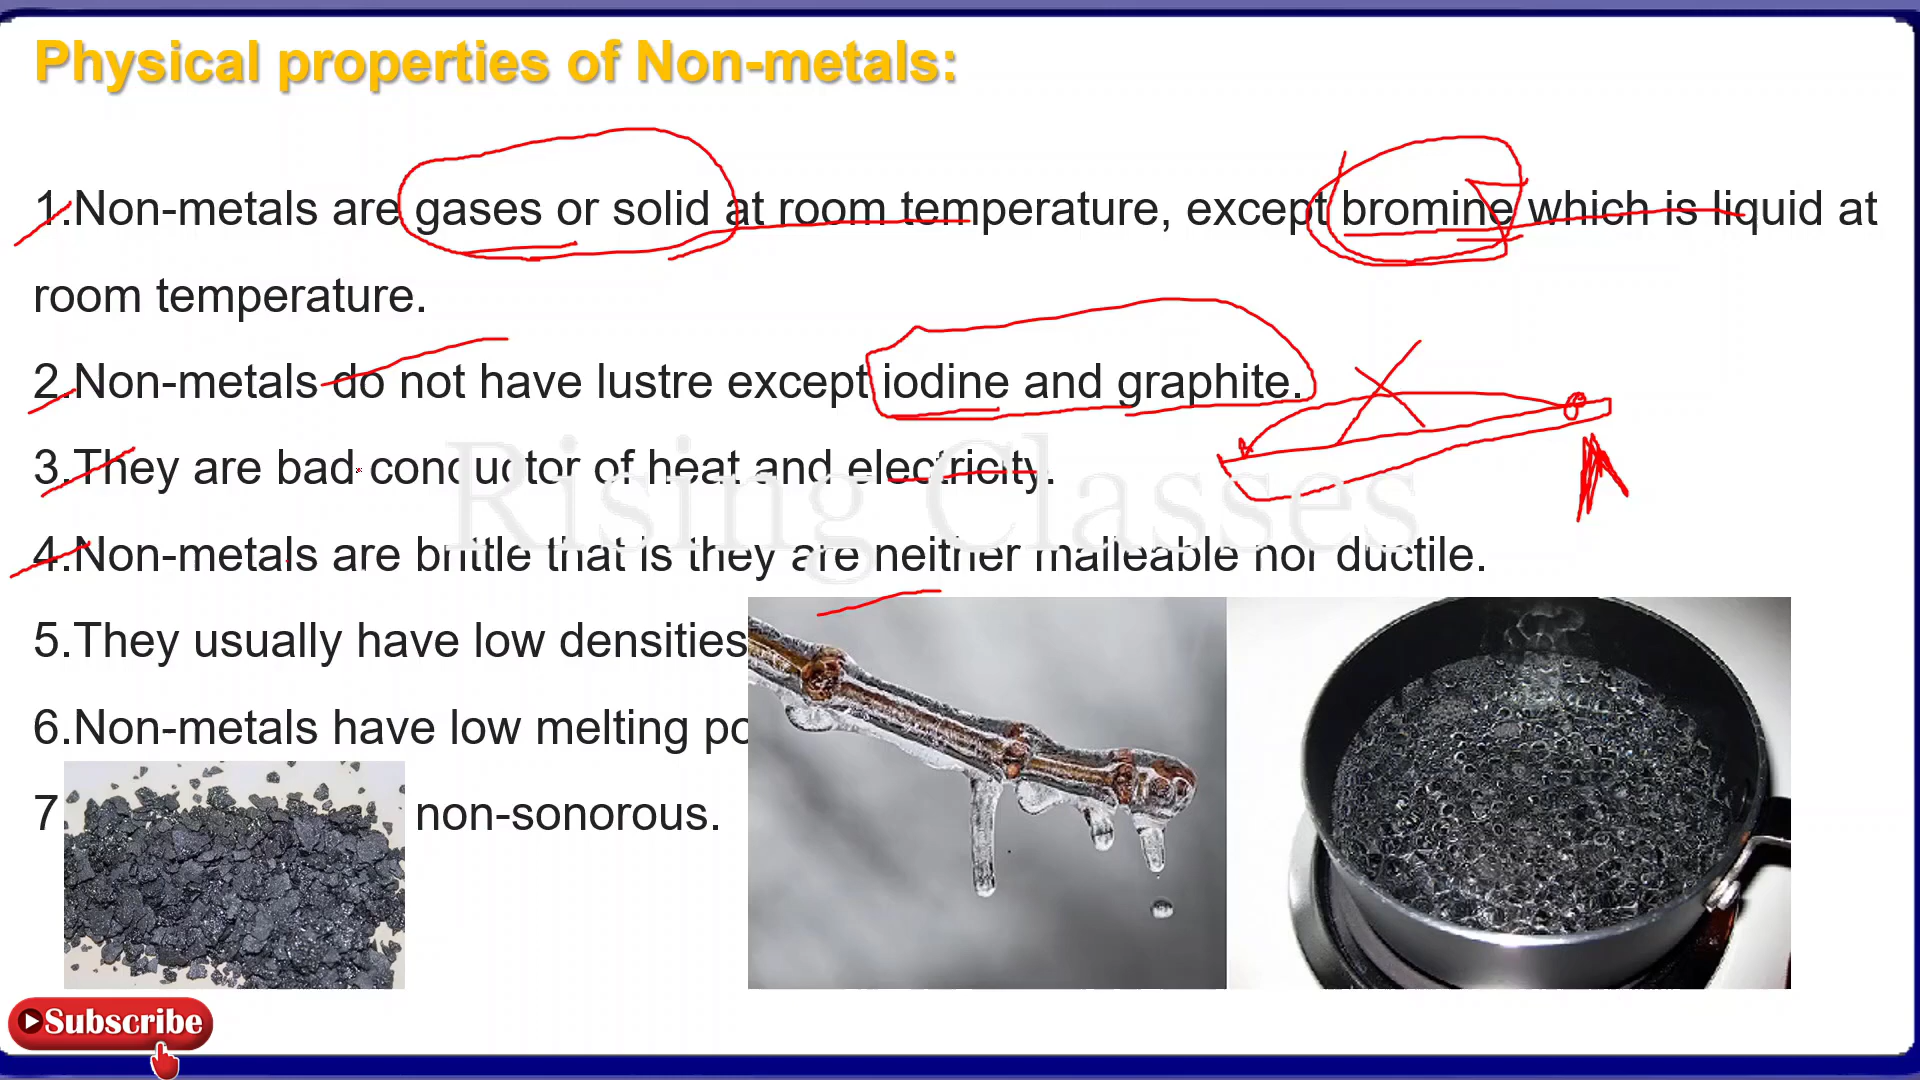 Physical properties of Non-metals:
1.Non-metals are gases or solid at room temperature, except bromine which is liquid at
room temperature.
2.Non-metals do not have lustre except iodine and graphite.
3.They are bad conductor of heat and electricity.
Rising Classes
4.Non-metals are brittle that is they are neither malleable nor ductile.
5.They usually have low densities
6.Non-metals have low melting
7. non-sonorous.
Subscribe